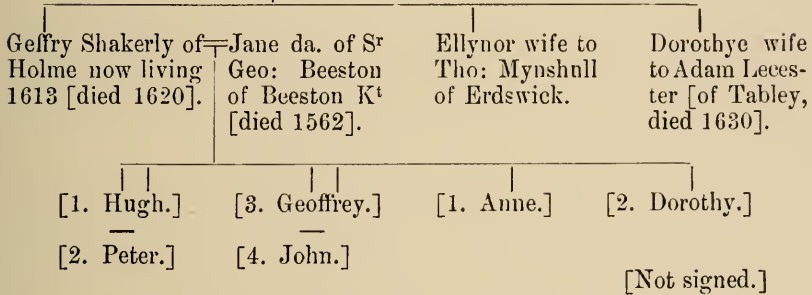 Geffry Shakerly of
Holme now living
1613 [died 1620].
Jane da. of Sr
Geo: Beeston
of Beeston Kt
[died 1562].
Ellynor wife to
Tho: Mynshull
of Erdswick.
Dorothye wife
to Adam Leces-
ter [of Tabley,
died 1630].
[1. Hugh.]
[2. Peter.]
[3. Geoffrey.]
[4. John.]
[1. Anne.]
[2. Dorothy.]
[Not signed.]